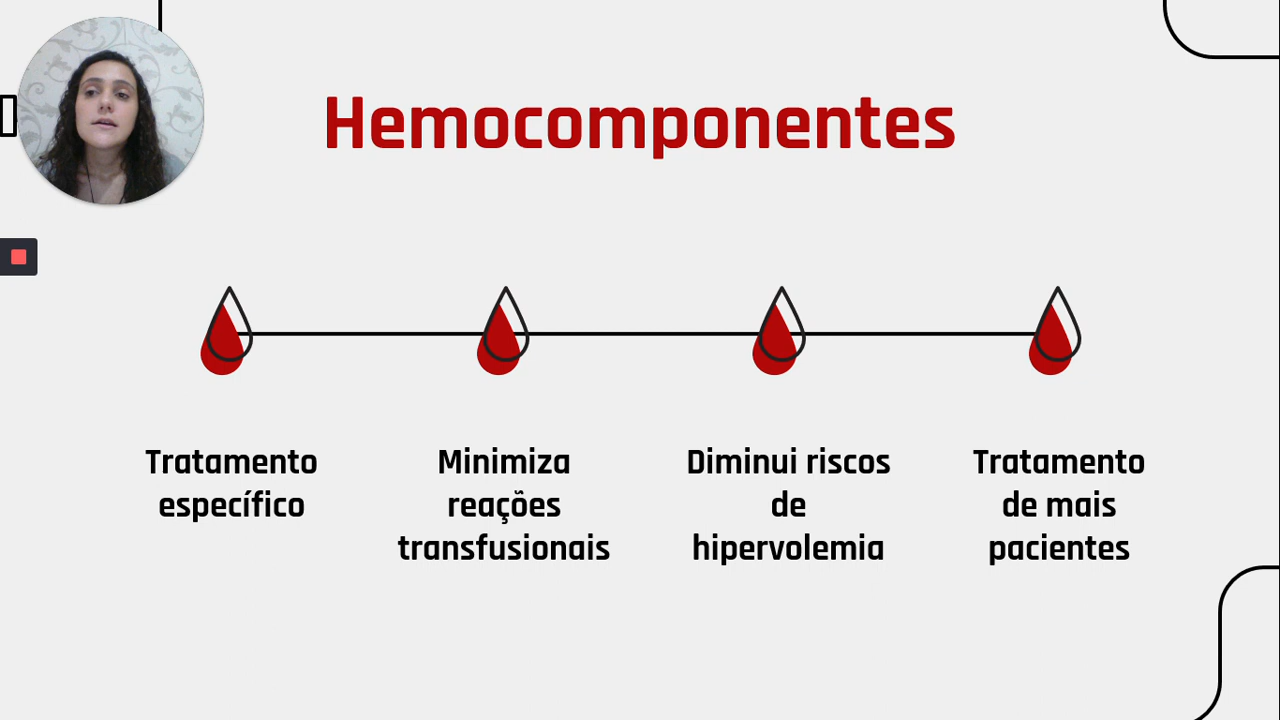 Hemocomponentes
Tratamento
específico
Minimiza
reações
transfusionais
Diminui riscos
de
hipervolemia
Tratamento
de mais
pacientes